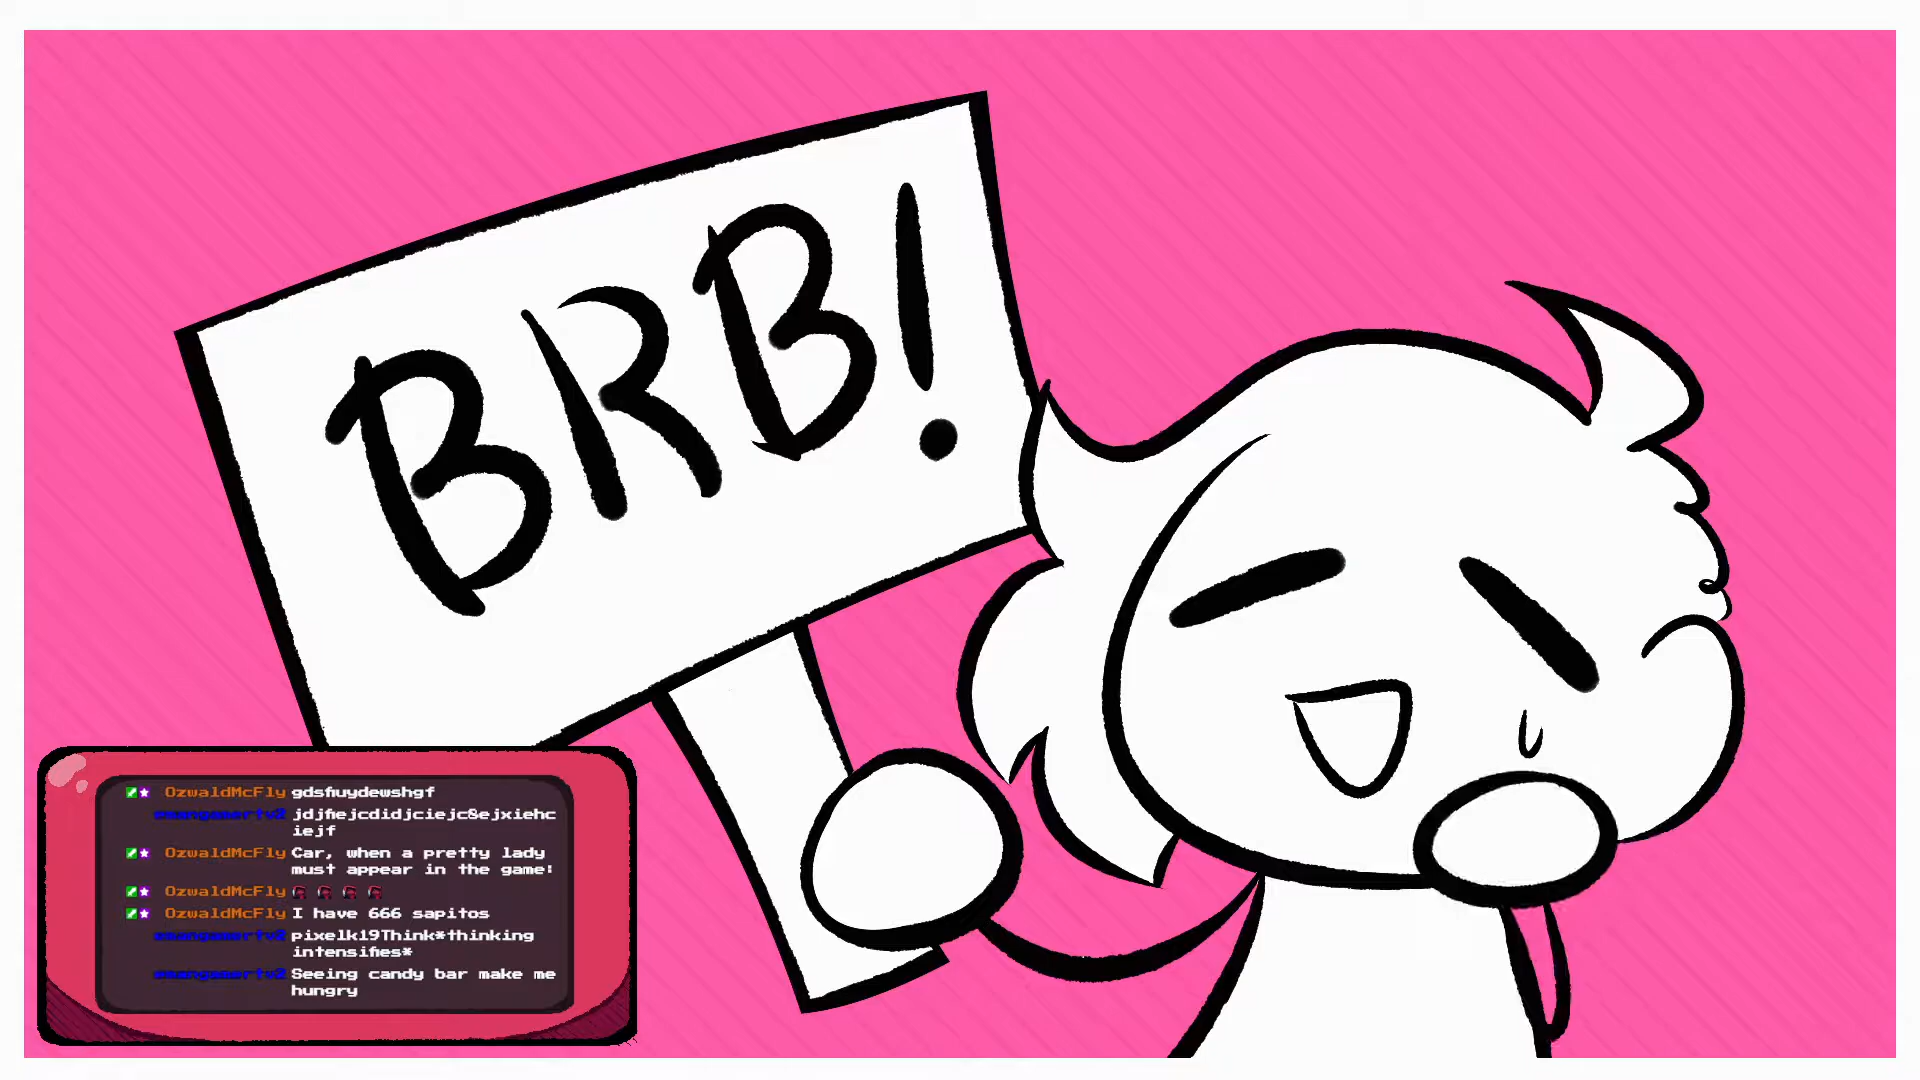 BRB!
OzwaldMcFly gdsfiuydewshgf
jdjfiejcdidjciejc8ejxiehc
iejf
OzwaldMcFly Car, when a pretty lady
must appear in the game!
OzwaldMcFly
OzwaldMcFly I have 666 sapitos
pixelk19Think*thinking
intensifies*
Seeing candy bar make me
hungry